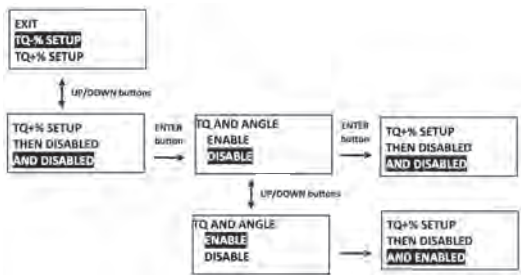 EXIT
TQ-% SETUP
TQ+% SETUP
UP/DOWN buttons
TQ+% SETUP
THEN DISABLED
AND DISABLED
ENTER
button
TQ AND ANGLE
ENABLE
DISABLE
ENTER
button
TQ+% SETUP
THEN DISABLED
AND DISABLED
UP/DOWN buttons
TQ AND ANGLE
ENABLE
DISABLE
TQ+% SETUP
THEN DISABLED
AND ENABLED